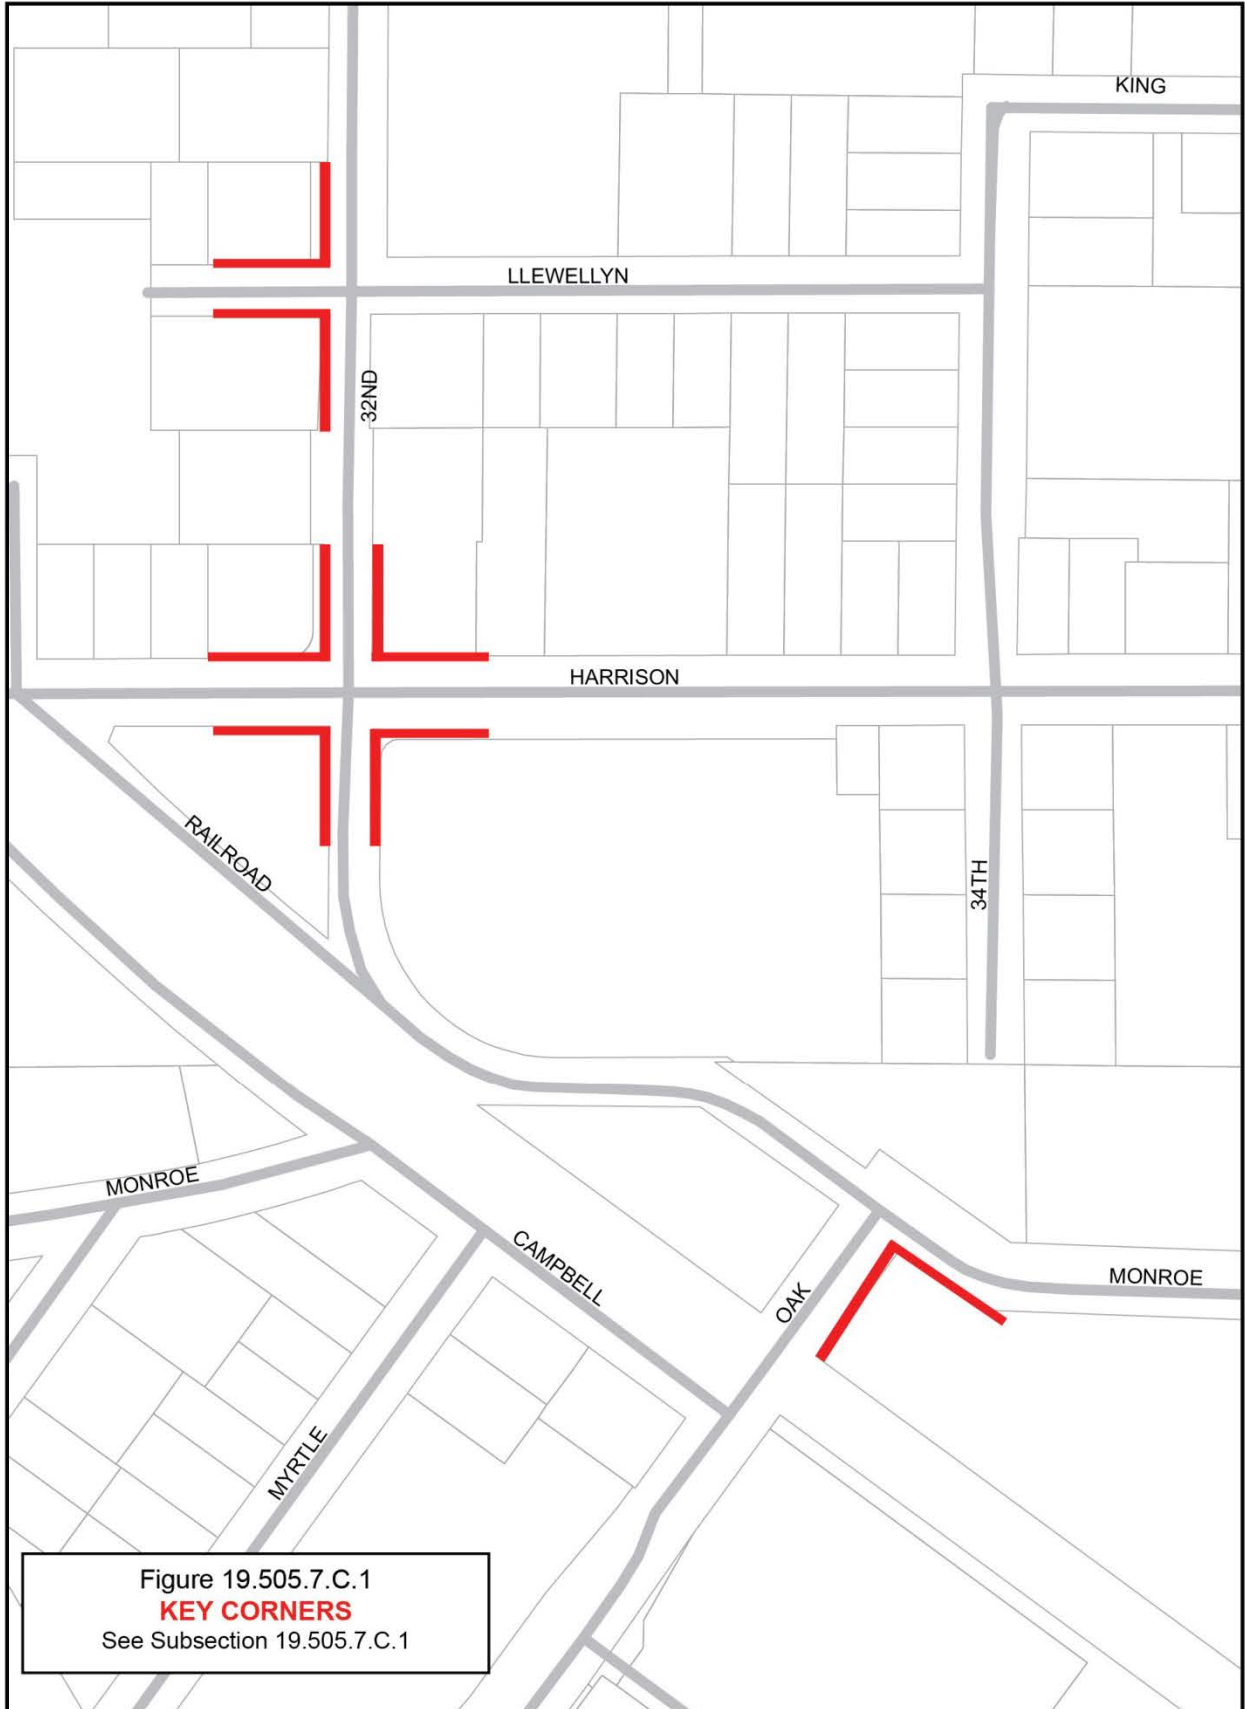 KING
LLEWELLYN
32ND
HARRISON
RAILROAD
34TH
MONROE
CAMPBELL
OAK
MONROE
MYRTLE
Figure 19.505.7.C.1
KEY CORNERS
See Subsection 19.505.7.C.1